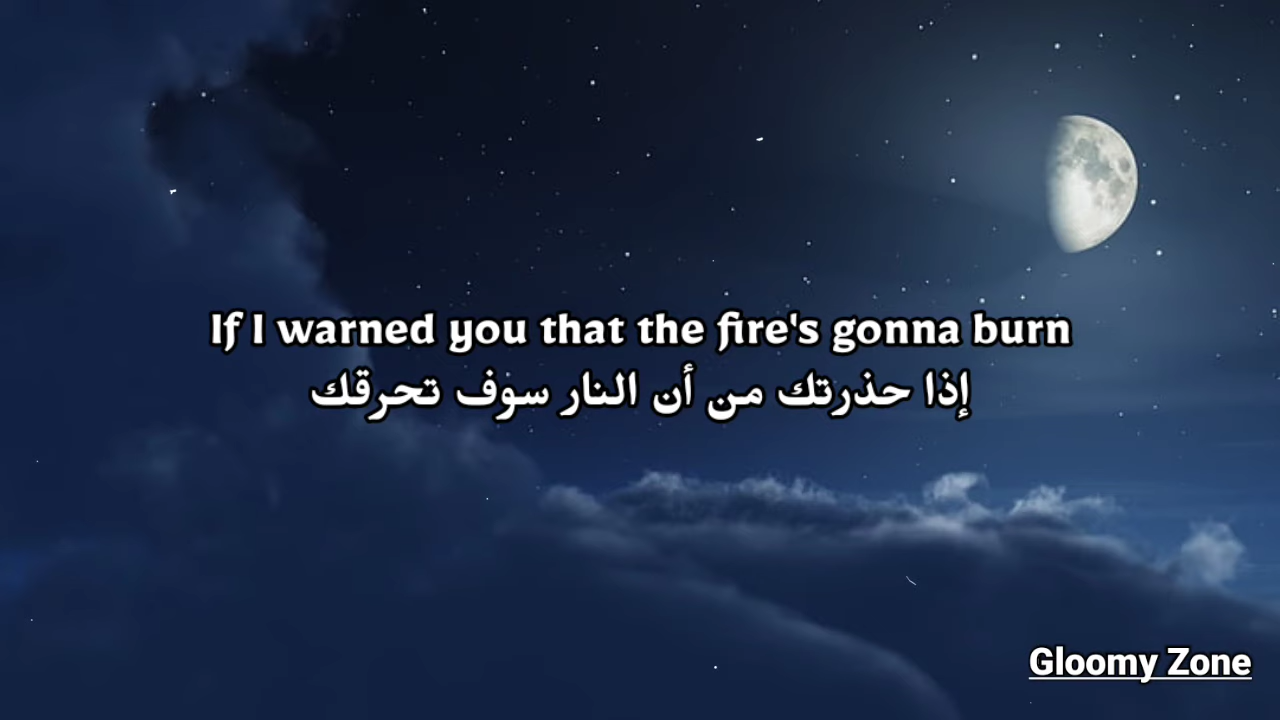 If I warned you that the fire's gonna burn
إذا حذرتك من أن النار سوف تحرقك
Gloomy Zone